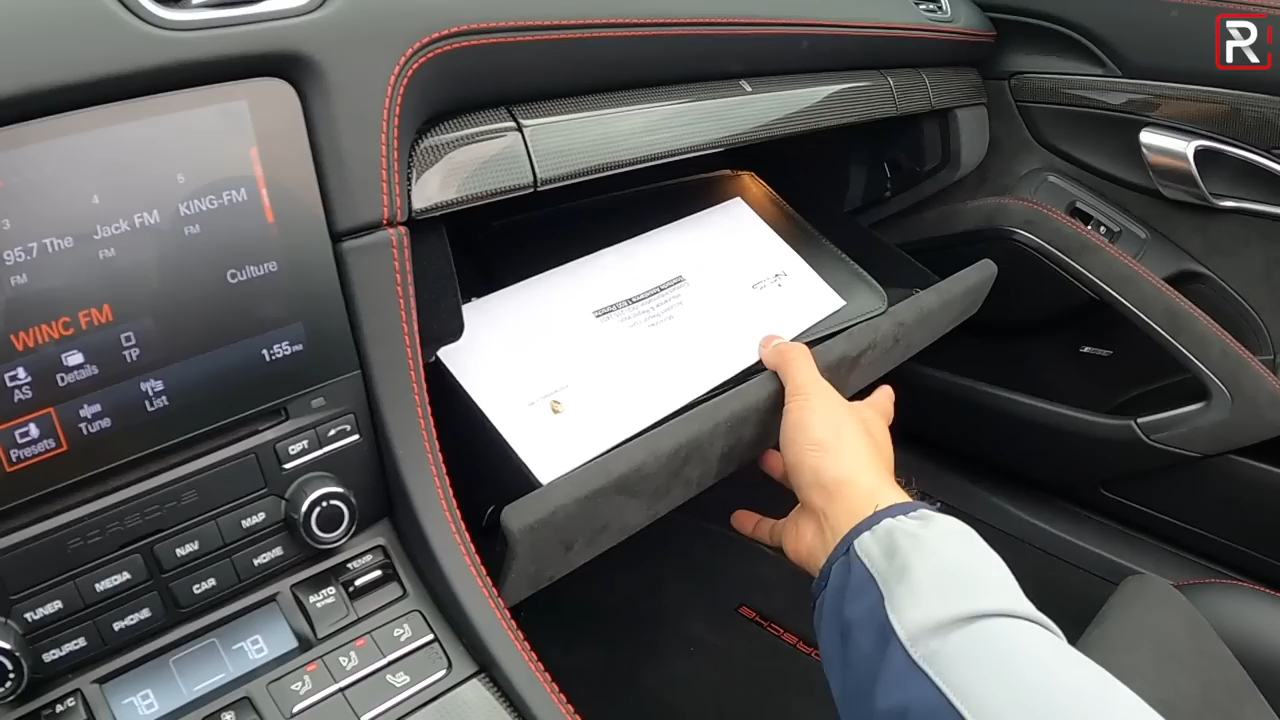 3
4
5
95.7 The
Jack FM
KING-FM
FM
FM
FM
Culture
WINC FM
AS
Details
TP
1:55 PM
Presets
Tune
List
OPT
PORSCHE
NAV
MAP
TUNER
MEDIA
CAR
HOME
SOURCE
PHONE
TEMP
AUTO
SYNC
78
78
A/C
PORSCHE
R